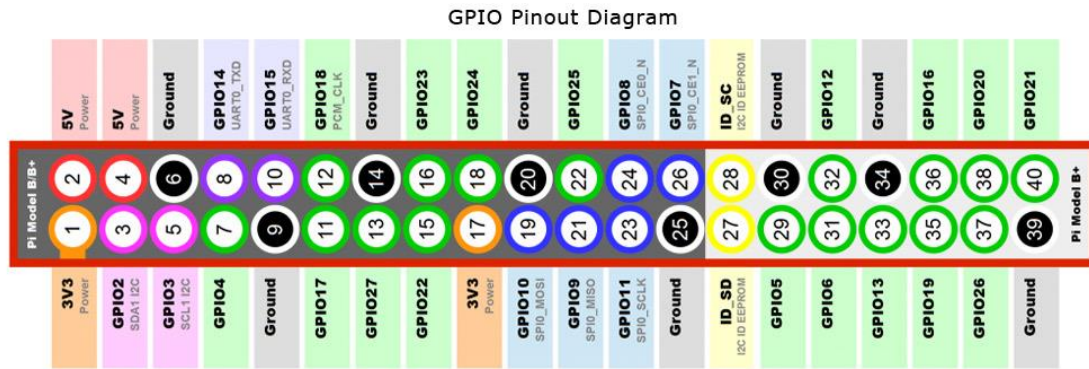 GPIO Pinout Diagram
5V
Power
5V
Power
Ground
GPIO14
UART0_TXD
GPIO15
UART0_RXD
GPIO18
PCM_CLK
Ground
GPIO23
GPIO24
Ground
GPIO25
GPIO8
SPI0_CE0_N
GPIO7
SPI0_CE1_N
ID_SC
I2C ID EEPROM
Ground
GPIO12
Ground
GPIO16
GPIO20
GPIO21
Pi Model B/B+
2
4
6
8
10
12
14
16
18
20
22
24
26
28
30
32
34
36
38
40
1
3
5
7
9
11
13
15
17
19
21
23
25
27
29
31
33
35
37
39
Pi Model B+
3V3
Power
GPIO2
SDA1 I2C
GPIO3
SCL1 I2C
GPIO4
Ground
GPIO17
GPIO27
GPIO22
3V3
Power
GPIO10
SPI0_MOSI
GPIO9
SPI0_MISO
GPIO11
SPI0_SCLK
Ground
ID_SD
I2C ID EEPROM
GPIO5
GPIO6
GPIO13
GPIO19
GPIO26
Ground